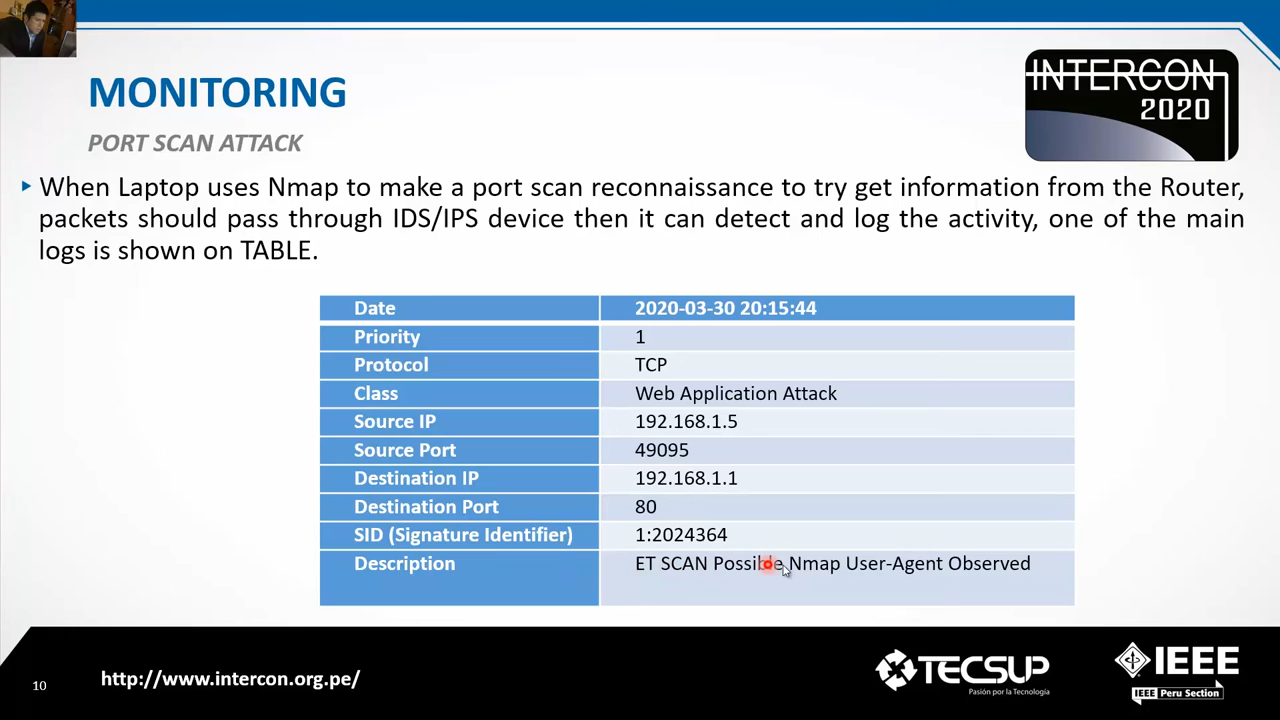 MONITORING
PORT SCAN ATTACK
INTERCON
2020
When Laptop uses Nmap to make a port scan reconnaissance to try get information from the Router,
packets should pass through IDS/IPS device then it can detect and log the activity, one of the main
logs is shown on TABLE.
Date 2020-03-30 20:15:44
Priority 1
Protocol TCP
Class Web Application Attack
Source IP 192.168.1.5
Source Port 49095
Destination IP 192.168.1.1
Destination Port 80
SID (Signature Identifier) 1:2024364
Description ET SCAN Possible Nmap User-Agent Observed
10
http://www.intercon.org.pe/
TECSUP
Pasión por la Tecnología
IEEE
IEEE Peru Section